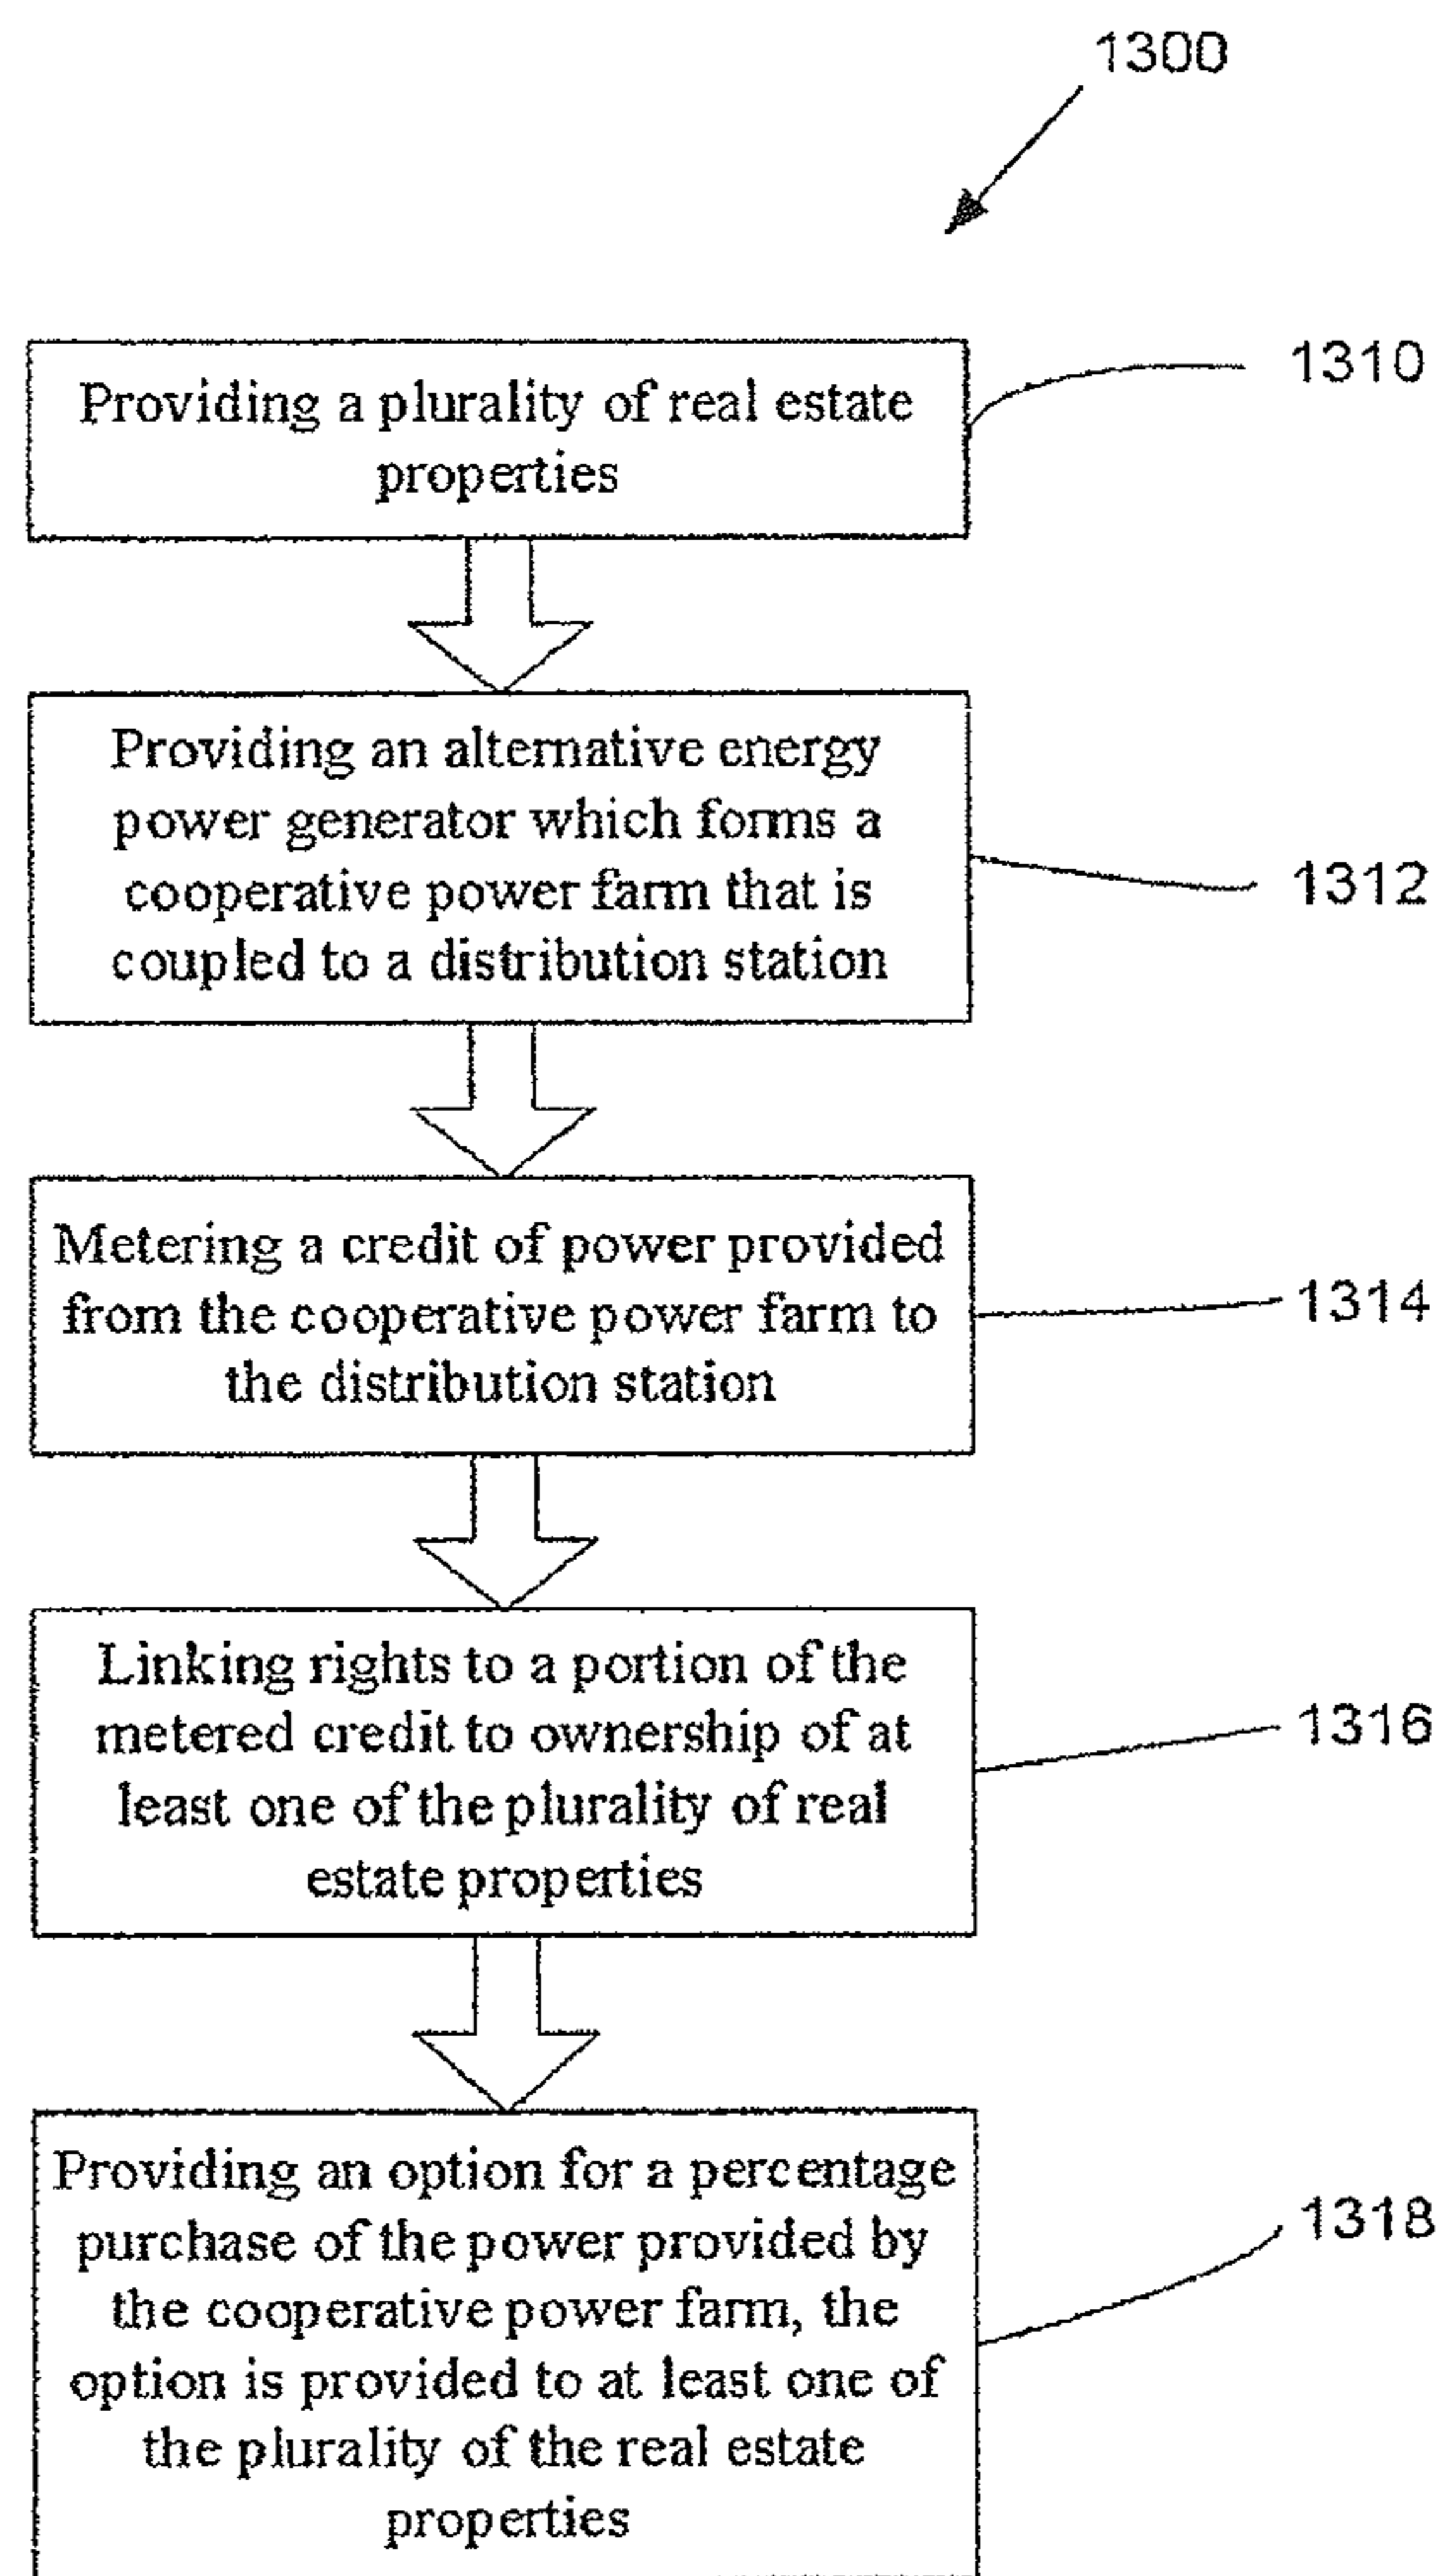 1300
Providing a plurality of real estate
properties
1310
Providing an alternative energy
power generator which forms a
cooperative power farm that is
coupled to a distribution station
1312
Metering a credit of power provided
from the cooperative power farm to
the distribution station
1314
Linking rights to a portion of the
metered credit to ownership of at
least one of the plurality of real
estate properties
1316
Providing an option for a percentage
purchase of the power provided by
the cooperative power farm, the
option is provided to at least one of
the plurality of the real estate
properties
1318